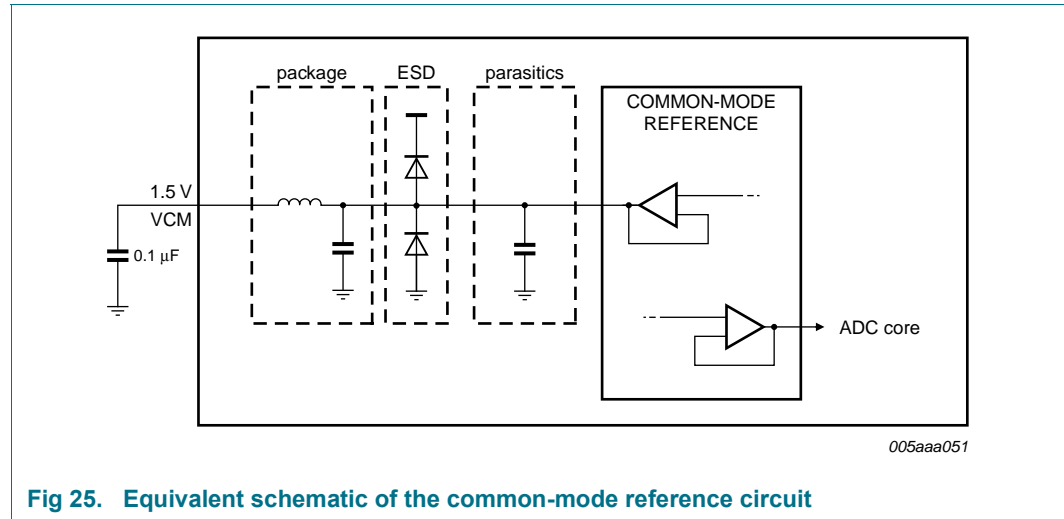 package
ESD
parasitics
COMMON-MODE
REFERENCE
1.5 V
VCM
0.1 μF
ADC core
005aaa051
Fig 25. Equivalent schematic of the common-mode reference circuit